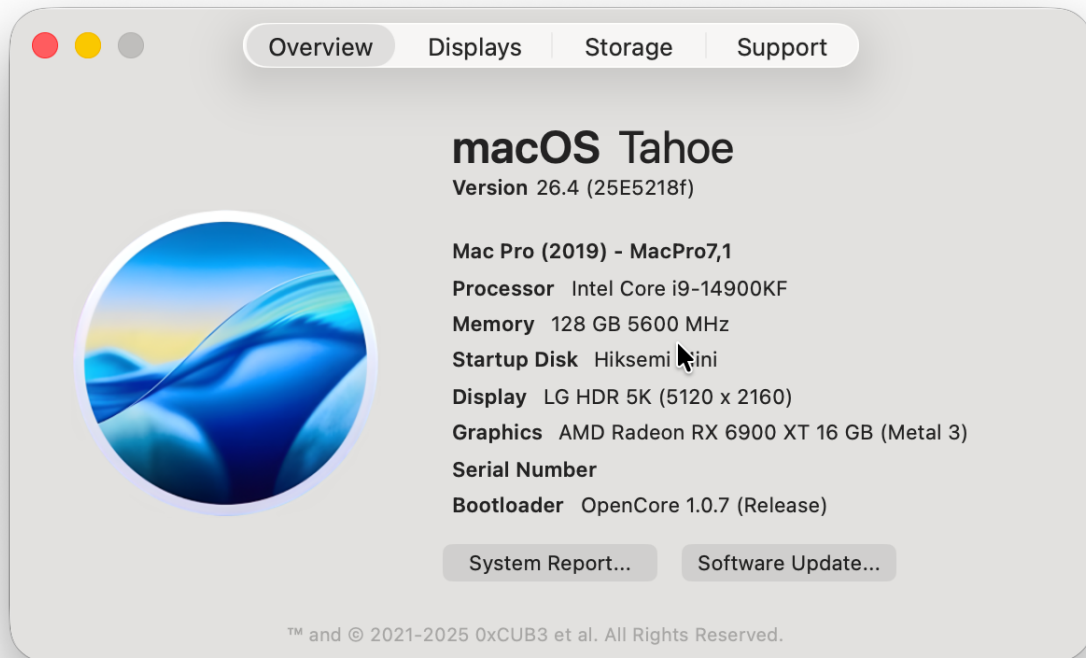 Overview Displays Storage Support
macOS Tahoe
Version 26.4 (25E5218f)
Mac Pro (2019) - MacPro7,1
Processor Intel Core i9-14900KF
Memory 128 GB 5600 MHz
Startup Disk Hiksemi
Display LG HDR 5K (5120 x 2160)
Graphics AMD Radeon RX 6900 XT 16 GB (Metal 3)
Serial Number
Bootloader OpenCore 1.0.7 (Release)
System Report... Software Update...
™ and © 2021-2025 0xCUB3 et al. All Rights Reserved.